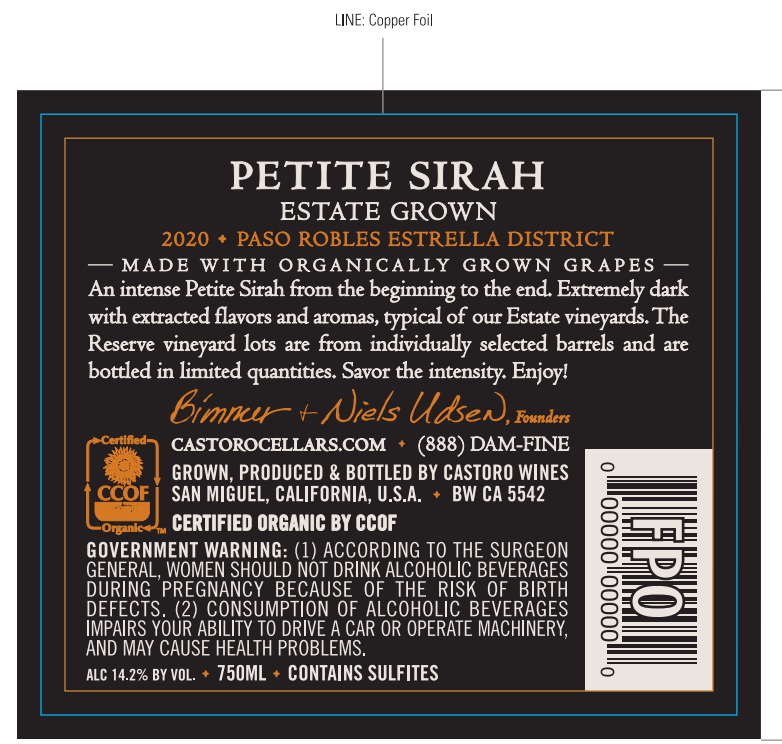 LINE: Copper Foil
PETITE SIRAH
ESTATE GROWN
2020 ✦ PASO ROBLES ESTRELLA DISTRICT
— MADE WITH ORGANICALLY GROWN GRAPES —
An intense Petite Sirah from the beginning to the end. Extremely dark
with extracted flavors and aromas, typical of our Estate vineyards. The
Reserve vineyard lots are from individually selected barrels and are
bottled in limited quantities. Savor the intensity. Enjoy!
Bimmer + Niels Udsen, Founders
CASTOROCELLARS.COM ✦ (888) DAM-FINE
GROWN, PRODUCED & BOTTLED BY CASTORO WINES
SAN MIGUEL, CALIFORNIA, U.S.A. ✦ BW CA 5542
CERTIFIED ORGANIC BY CCOF
Certified
CCOF
Organic™
GOVERNMENT WARNING: (1) ACCORDING TO THE SURGEON
GENERAL, WOMEN SHOULD NOT DRINK ALCOHOLIC BEVERAGES
DURING PREGNANCY BECAUSE OF THE RISK OF BIRTH
DEFECTS. (2) CONSUMPTION OF ALCOHOLIC BEVERAGES
IMPAIRS YOUR ABILITY TO DRIVE A CAR OR OPERATE MACHINERY,
AND MAY CAUSE HEALTH PROBLEMS.
ALC 14.2% BY VOL. ✦ 750ML ✦ CONTAINS SULFITES
FPO
0 00000 00000 0